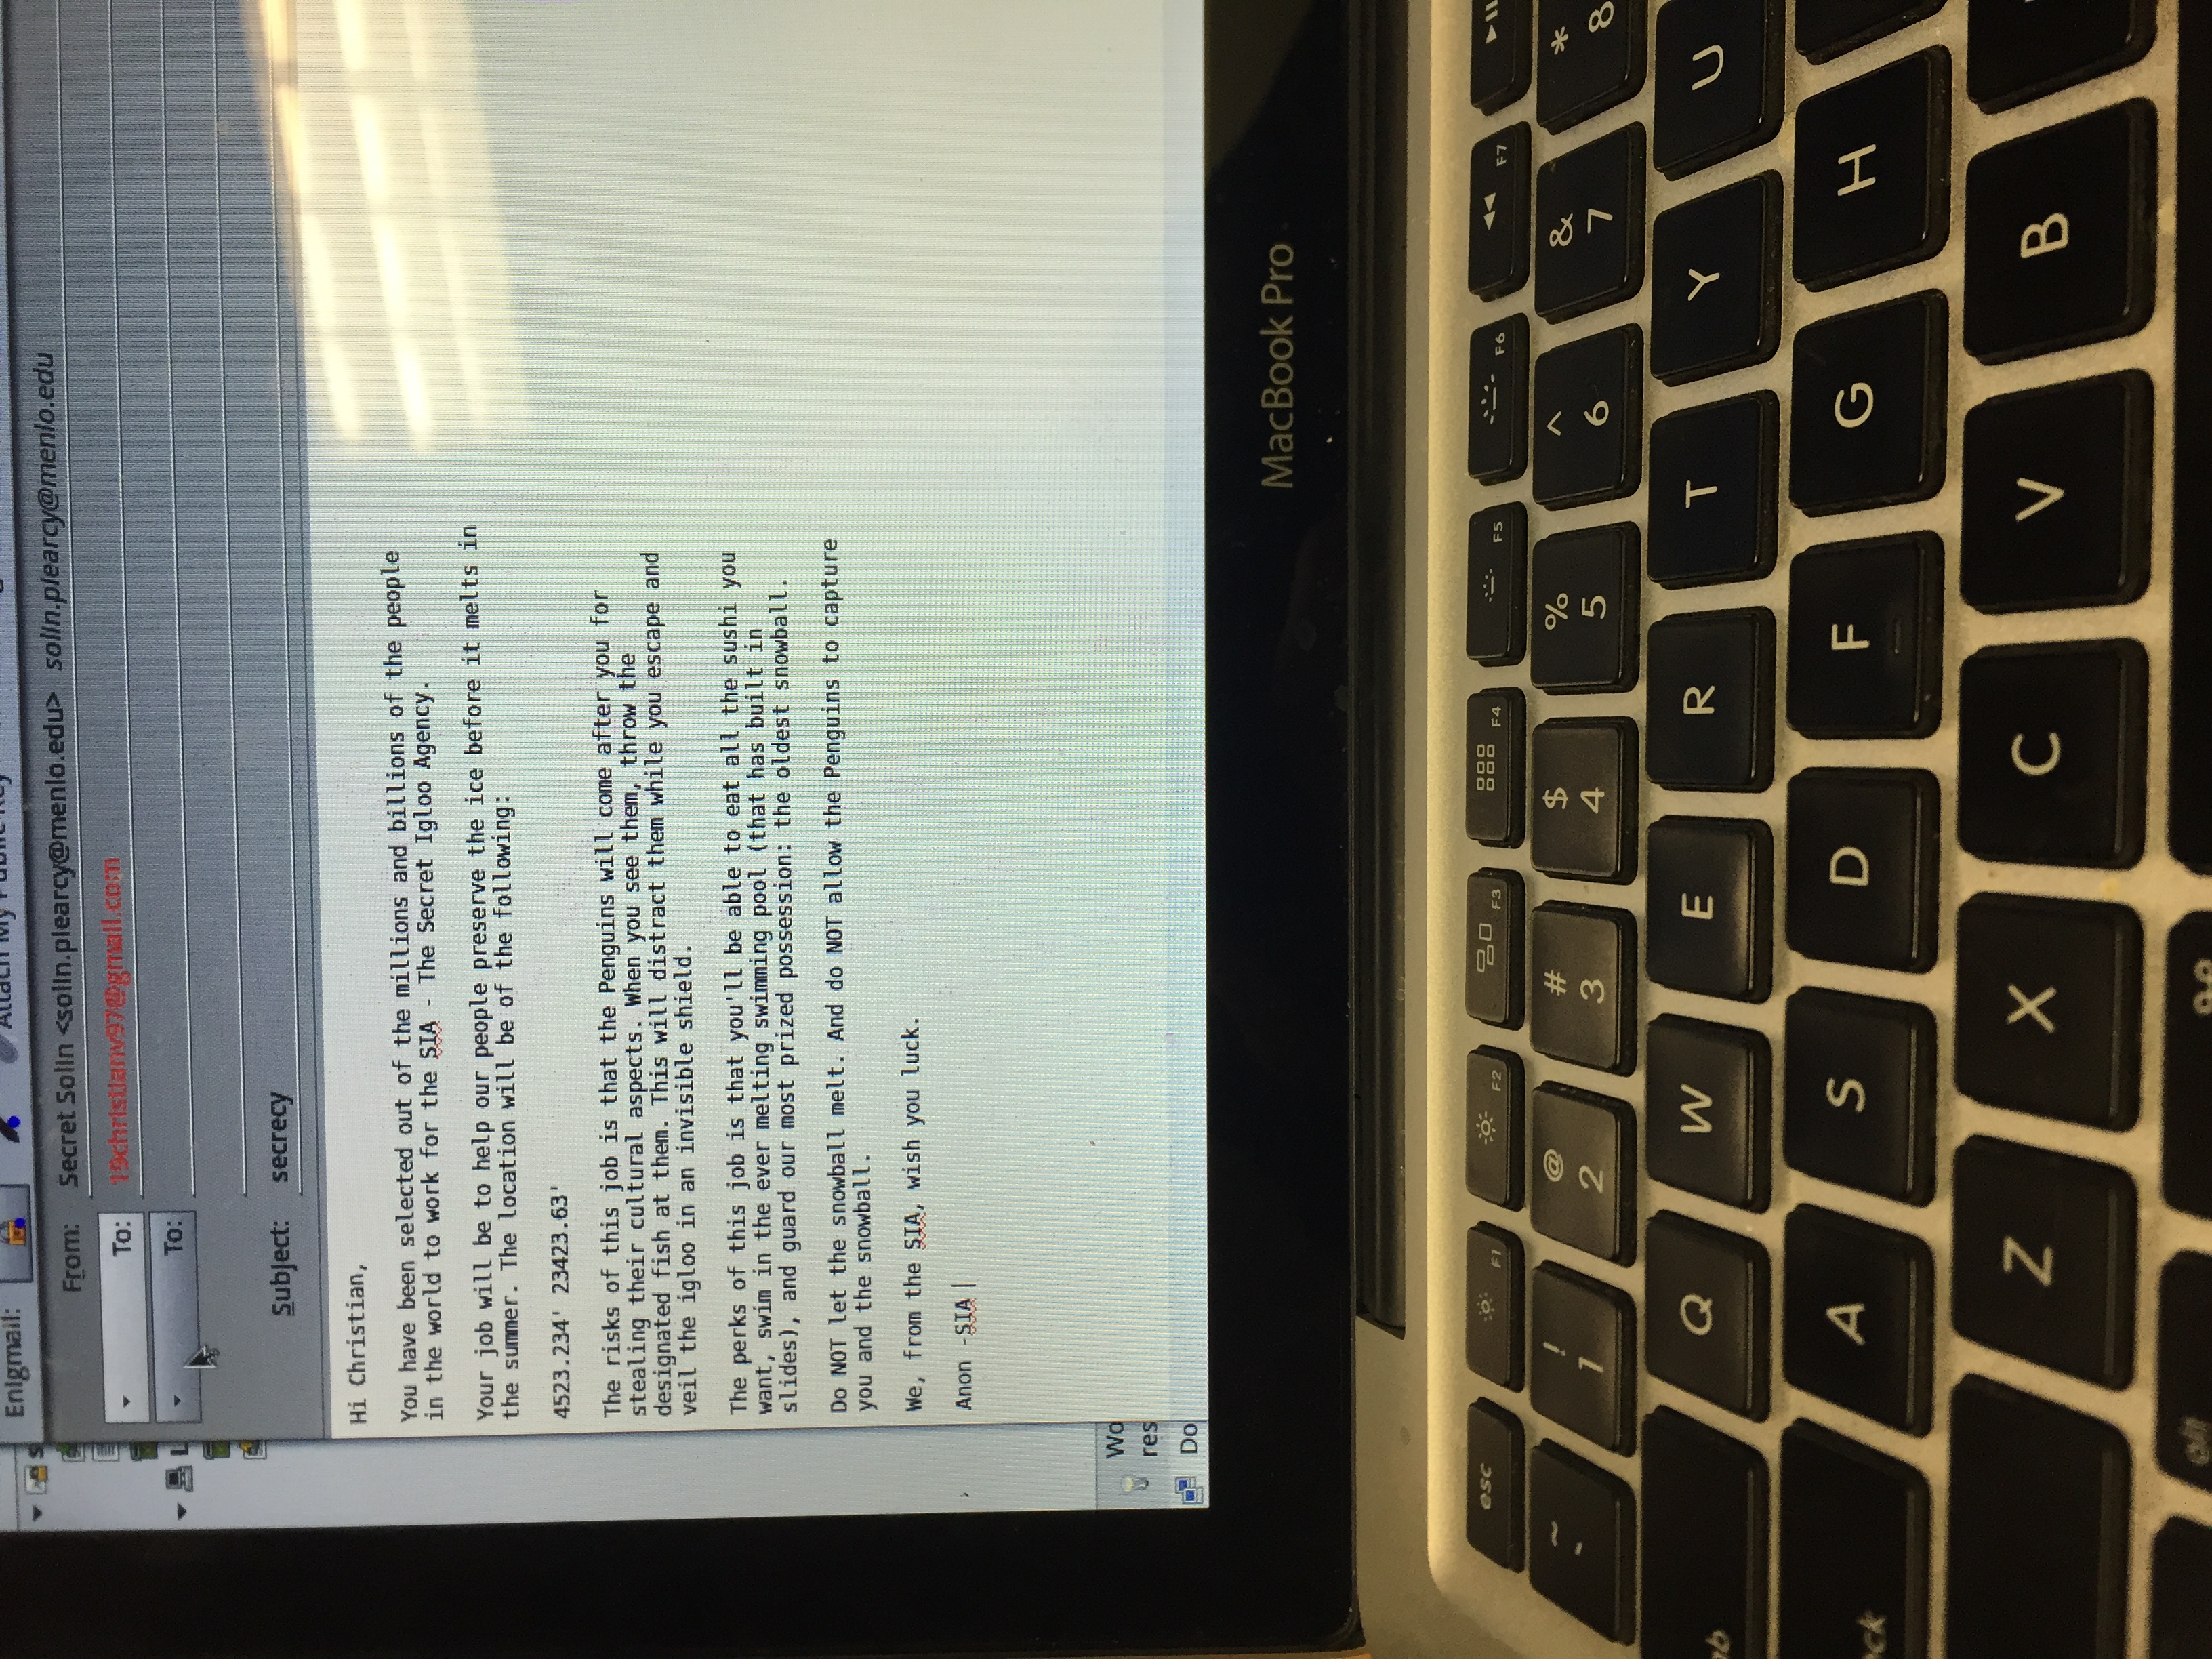 Enigmail:
Attach My Public Key
From: Secret Solin <solin.piearcy@menlo.edu> solin.piearcy@menlo.edu
To: 19christianv97@gmail.com
To:
Subject: secrecy
Hi Christian,
You have been selected out of the millions and billions of the people
in the world to work for the SIA - The Secret Igloo Agency.
Your job will be to help our people preserve the ice before it melts in
the summer. The location will be of the following:
4523.234' 23423.63'
The risks of this job is that the Penguins will come after you for
stealing their cultural aspects. When you see them, throw the
designated fish at them. This will distract them while you escape and
veil the igloo in an invisible shield.
The perks of this job is that you'll be able to eat all the sushi you
want, swim in the ever melting swimming pool (that has built in
slides), and guard our most prized possession: the oldest snowball.
Do NOT let the snowball melt. And do NOT allow the Penguins to capture
you and the snowball.
We, from the SIA, wish you luck.
Anon -SIA
Wo
res
Do
MacBook Pro
esc F1 F2 F3 F4 F5 F6 F7
~ ! @ # $ % ^ & *
1 2 3 4 5 6 7 8
Q W E R T Y U
A S D F G H
Z X C V B
alt